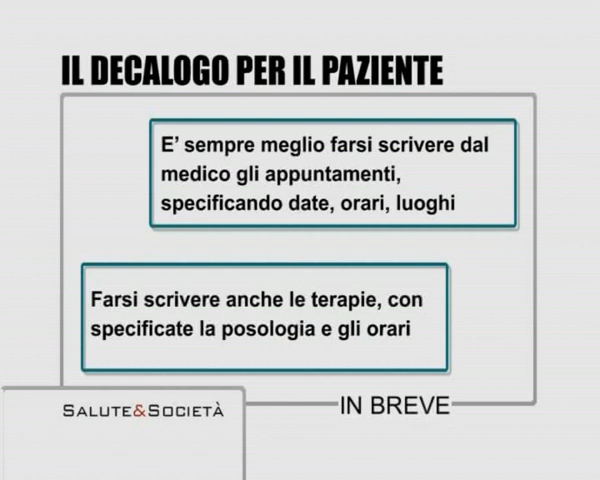 IL DECALOGO PER IL PAZIENTE
E' sempre meglio farsi scrivere dal
medico gli appuntamenti,
specificando date, orari, luoghi
Farsi scrivere anche le terapie, con
specificate la posologia e gli orari
SALUTE&SOCIETÀ
IN BREVE